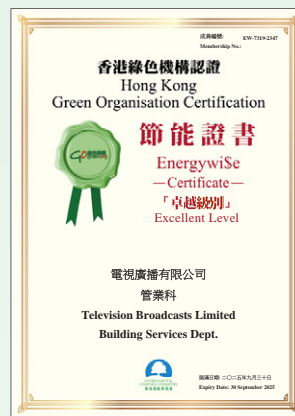 成員編號: EW-7319-2347
Membership No.:
香港綠色機構認證
Hong Kong
Green Organisation Certification
節能證書
Energywi$e
—Certificate—
「卓越級別」
Excellent Level
電視廣播有限公司
管業科
Television Broadcasts Limited
Building Services Dept.
屆滿日期: 二〇二五年九月三十日
Expiry Date: 30 September 2025